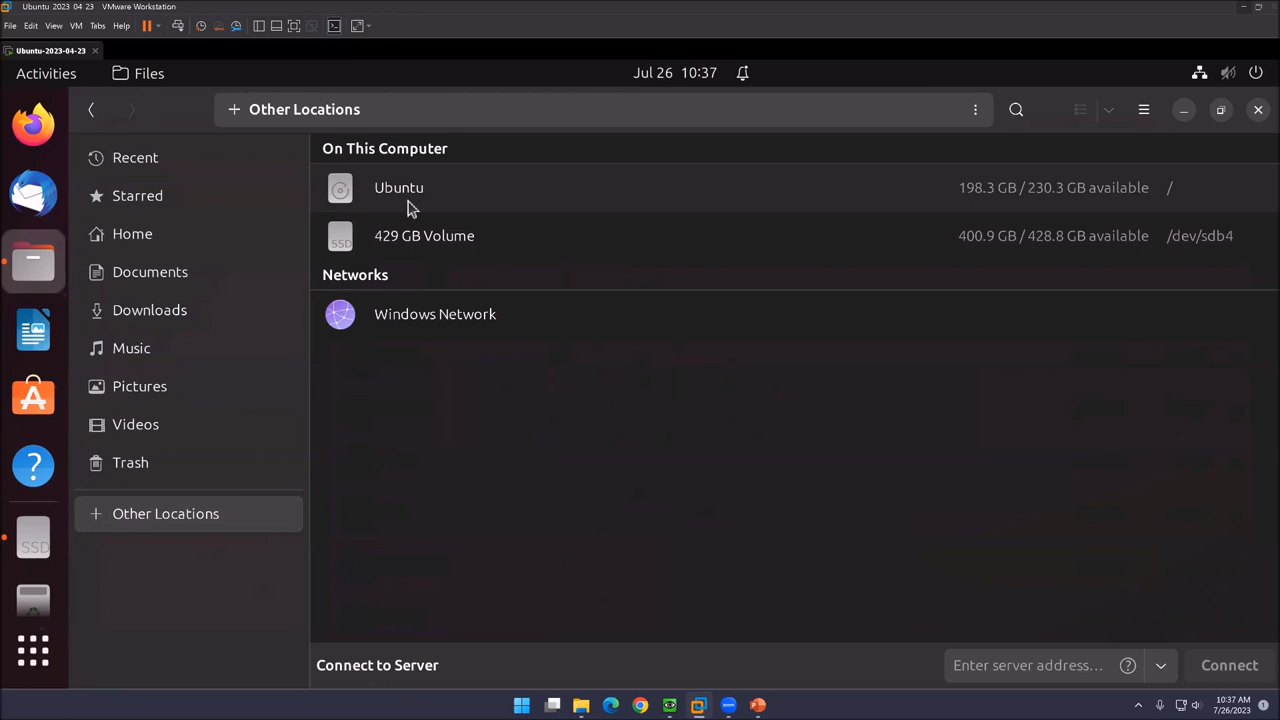 Ubuntu 2023 04 23 VMware Workstation
File Edit View VM Tabs Help
Ubuntu-2023-04-23
Activities Files Jul 26 10:37
Other Locations
Recent
Starred
Home
Documents
Downloads
Music
Pictures
Videos
Trash
Other Locations
On This Computer
Ubuntu 198.3 GB / 230.3 GB available /
SSD 429 GB Volume 400.9 GB / 428.8 GB available /dev/sdb4
Networks
Windows Network
SSD
Connect to Server Enter server address… Connect
10:37 AM
7/26/2023